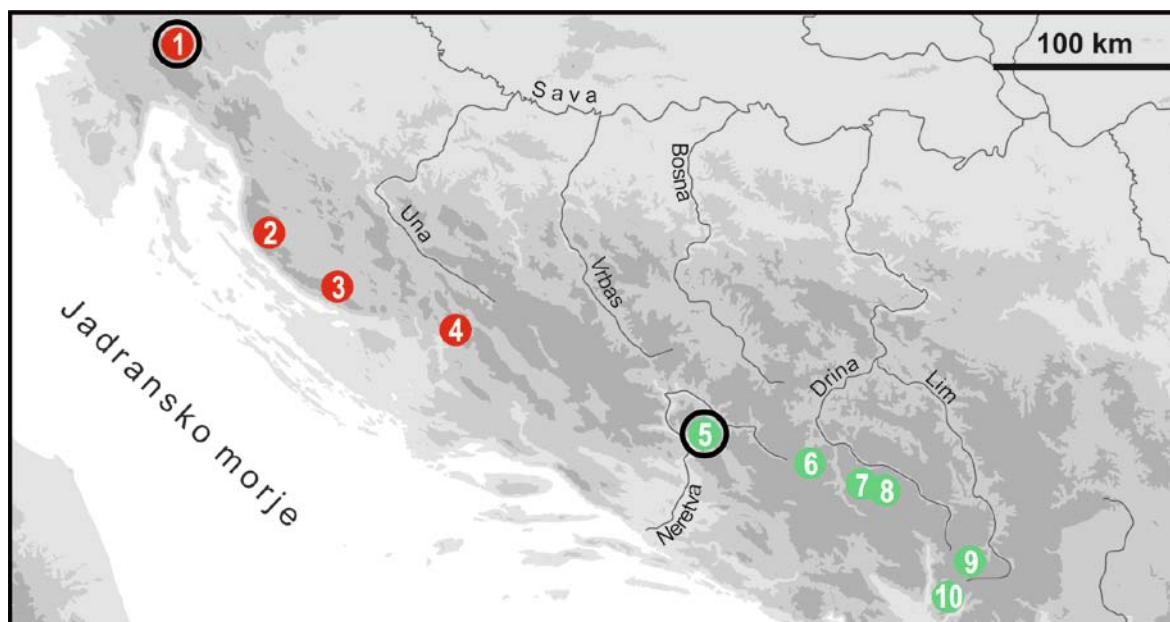 1
100 km
Sava
Bosna
Una
2
Vrbas
3
4
Drina
Lim
Jadransko morje
5
6
7
8
Neretva
9
10